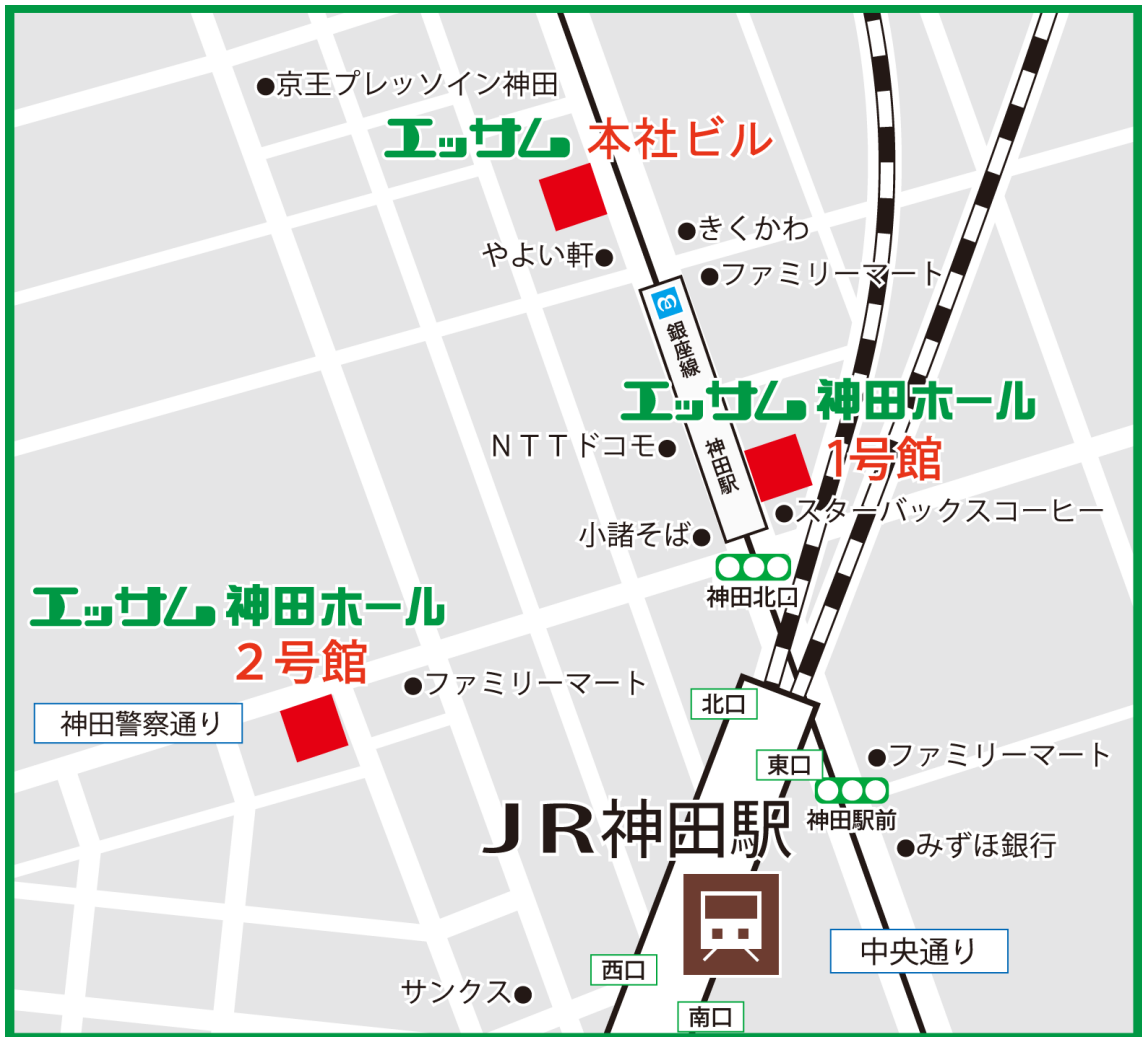 ●京王プレッソイン神田
エッサム 本社ビル
●きくかわ
やよい軒●
●ファミリーマート
銀座線
神田駅
エッサム 神田ホール
1号館
NTTドコモ●
●スターバックスコーヒー
小諸そば●
神田北口
エッサム 神田ホール
2号館
●ファミリーマート
神田警察通り
北口
東口
●ファミリーマート
JR神田駅
神田駅前
●みずほ銀行
中央通り
西口
サンクス●
南口